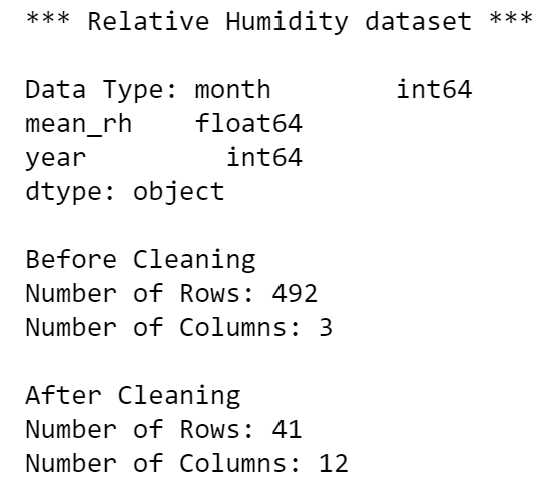 *** Relative Humidity dataset ***
Data Type: month        int64
mean_rh    float64
year         int64
dtype: object
Before Cleaning
Number of Rows: 492
Number of Columns: 3
After Cleaning
Number of Rows: 41
Number of Columns: 12